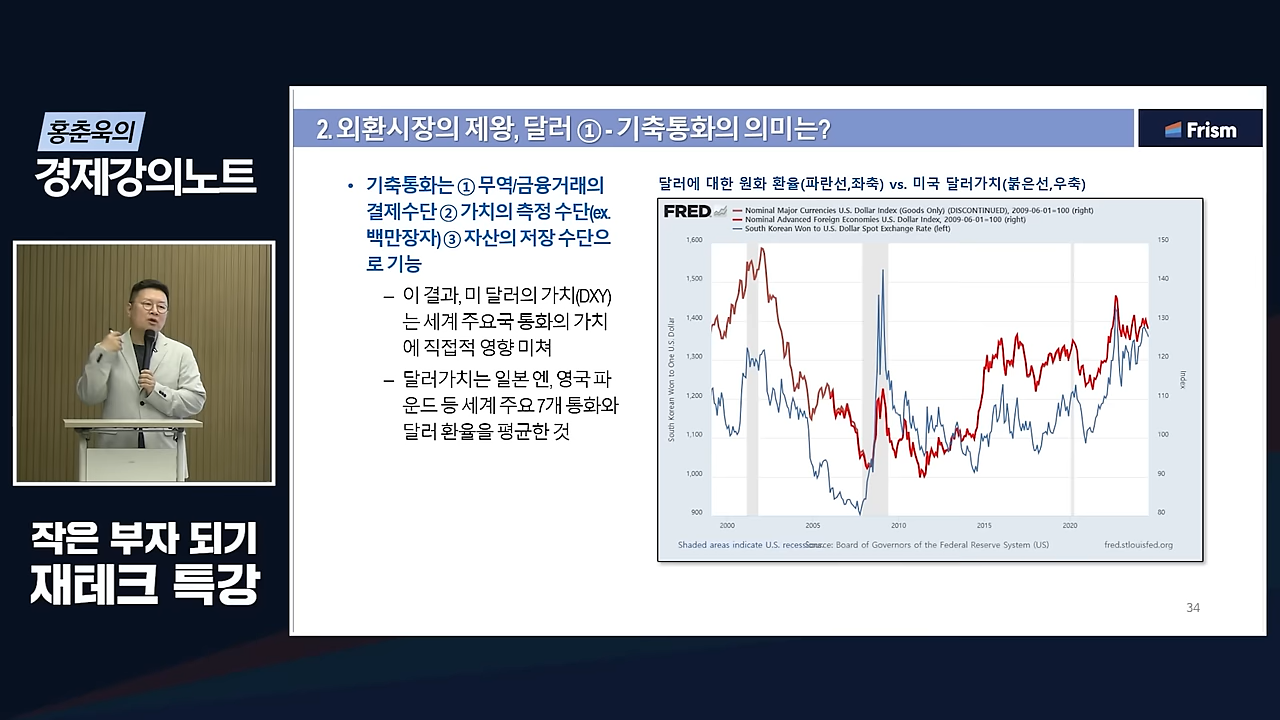 홍춘욱의
경제강의노트
작은 부자 되기
재테크 특강
2. 외환시장의 제왕, 달러 ① - 기축통화의 의미는?
Frism
• 기축통화는 ① 무역/금융거래의
결제수단 ② 가치의 측정 수단(ex.
백만장자) ③ 자산의 저장 수단으
로 기능
– 이 결과, 미 달러의 가치(DXY)
는 세계 주요국 통화의 가치
에 직접적 영향 미쳐
– 달러가치는 일본 엔, 영국 파
운드 등 세계 주요 7개 통화와
달러 환율을 평균한 것
달러에 대한 원화 환율(파란선,좌축) vs. 미국 달러가치(붉은선,우축)
FRED
Nominal Major Currencies U.S. Dollar Index (Goods Only) (DISCONTINUED), 2009-06-01=100 (right)
Nominal Advanced Foreign Economies U.S. Dollar Index, 2009-06-01=100 (right)
South Korean Won to U.S. Dollar Spot Exchange Rate (left)
1,600
1,500
1,400
1,300
1,200
1,100
1,000
900
South Korean Won to One U.S. Dollar
150
140
130
120
110
100
90
80
Index
2000 2005 2010 2015 2020
Shaded areas indicate U.S. recessions. Source: Board of Governors of the Federal Reserve System (US)
fred.stlouisfed.org
34